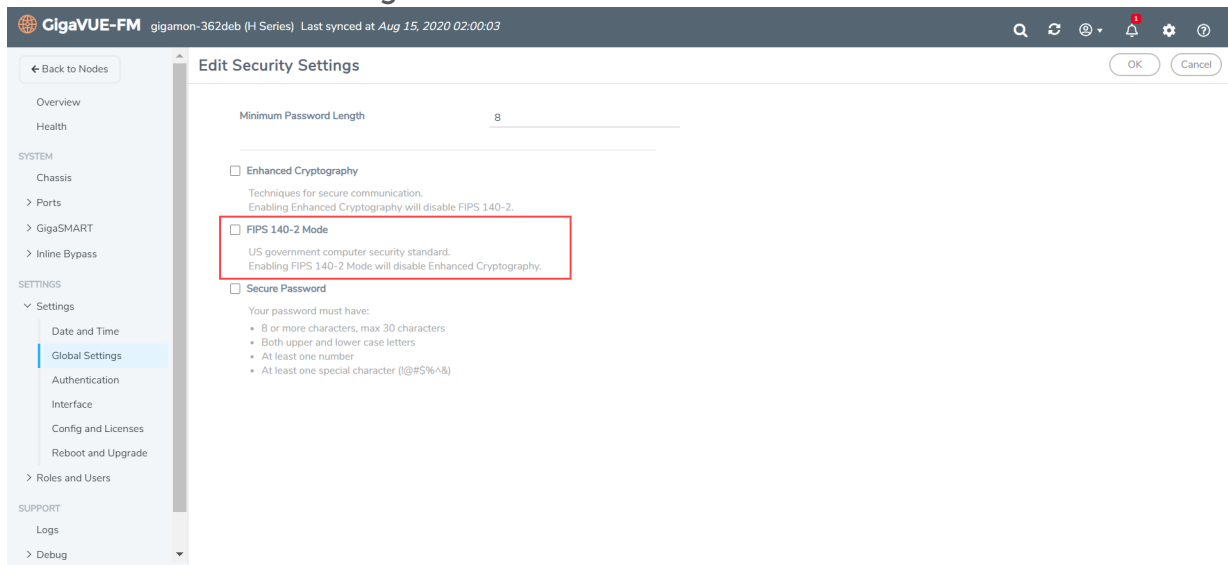 GigaVUE-FM gigamon-362deb (H Series) Last synced at Aug 15, 2020 02:00:03
1
← Back to Nodes
Edit Security Settings
OK
Cancel
Overview
Health
SYSTEM
Chassis
> Ports
> GigaSMART
> Inline Bypass
SETTINGS
Settings
Date and Time
Global Settings
Authentication
Interface
Config and Licenses
Reboot and Upgrade
> Roles and Users
SUPPORT
Logs
> Debug
Minimum Password Length 8
Enhanced Cryptography
Techniques for secure communication.
Enabling Enhanced Cryptography will disable FIPS 140-2.
FIPS 140-2 Mode
US government computer security standard.
Enabling FIPS 140-2 Mode will disable Enhanced Cryptography.
Secure Password
Your password must have:
• 8 or more characters, max 30 characters
• Both upper and lower case letters
• At least one number
• At least one special character (!@#$%^&)